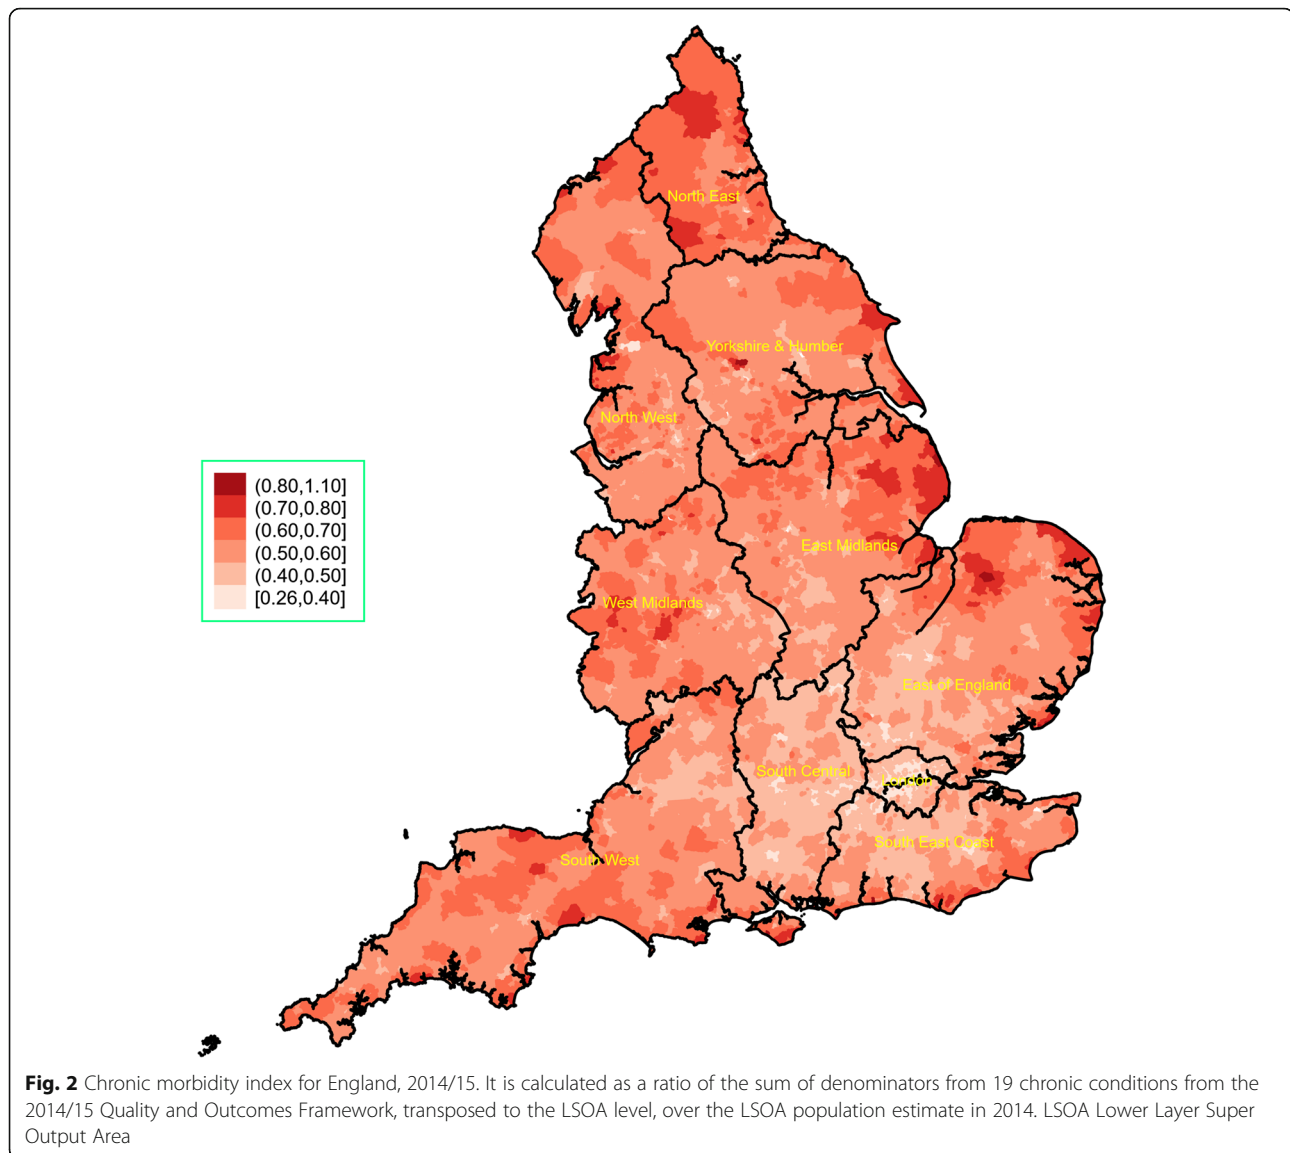 North East
Yorkshire & Humber
North West
(0.80,1.10]
(0.70,0.80]
(0.60,0.70]
(0.50,0.60]
(0.40,0.50]
[0.26,0.40]
East Midlands
West Midlands
East of England
South Central
London
South East Coast
South West
Fig. 2 Chronic morbidity index for England, 2014/15. It is calculated as a ratio of the sum of denominators from 19 chronic conditions from the
2014/15 Quality and Outcomes Framework, transposed to the LSOA level, over the LSOA population estimate in 2014. LSOA Lower Layer Super
Output Area